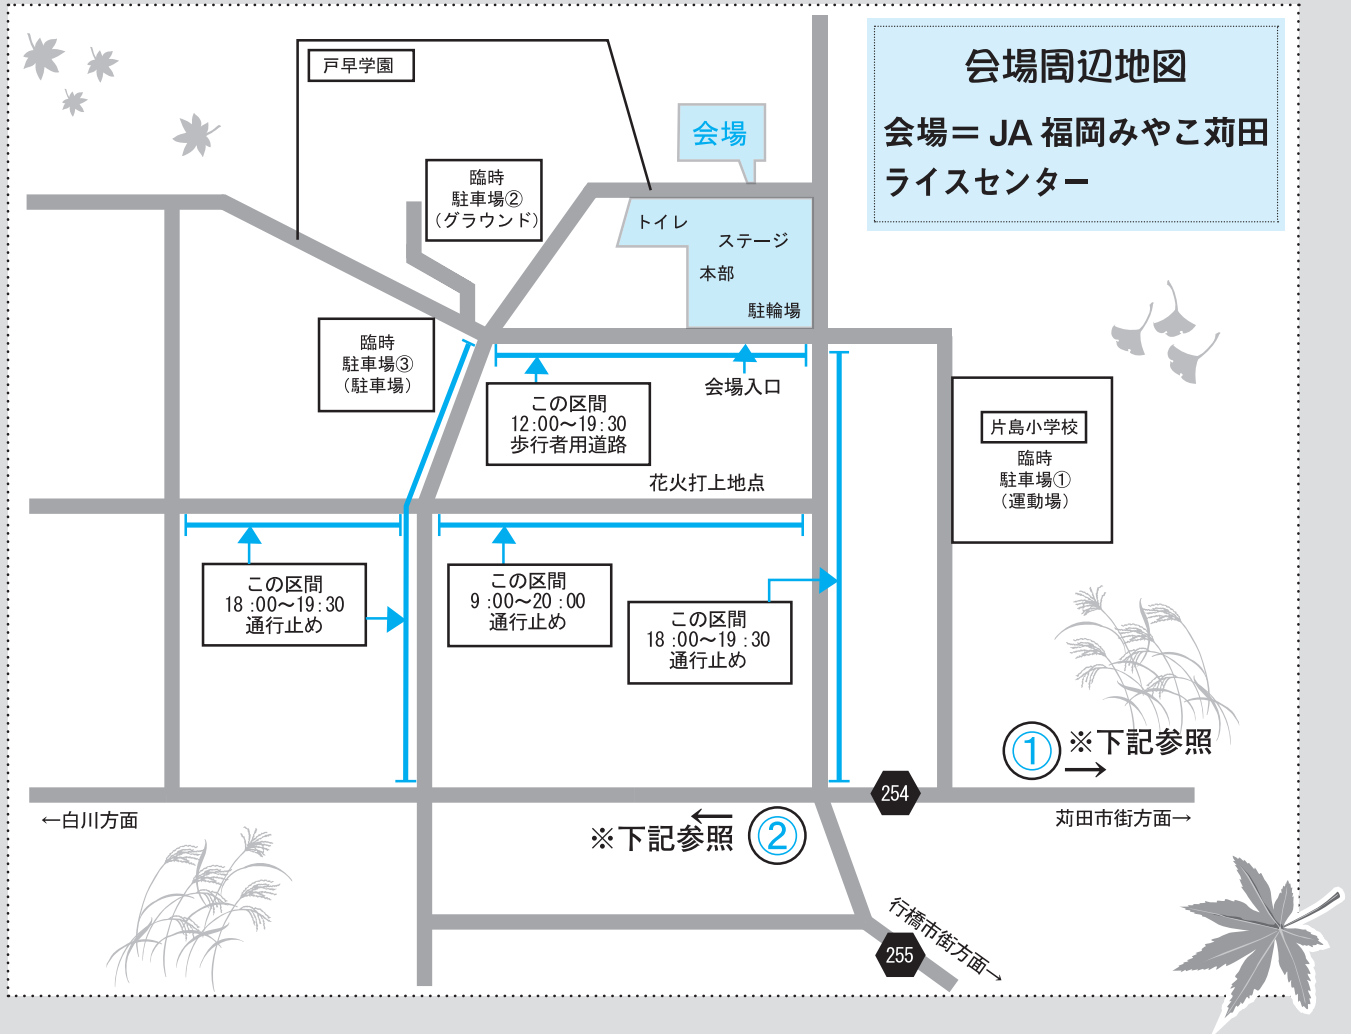 会場周辺地図
会場＝JA 福岡みやこ苅田
ライスセンター
戸早学園
会場
臨時
駐車場②
（グラウンド）
トイレ
ステージ
本部
駐輪場
臨時
駐車場③
（駐車場）
会場入口
この区間
12:00～19:30
歩行者用道路
片島小学校
臨時
駐車場①
（運動場）
花火打上地点
この区間
18:00～19:30
通行止め
この区間
9:00～20:00
通行止め
この区間
18:00～19:30
通行止め
① ※下記参照
→
254
←白川方面
苅田市街方面→
←
※下記参照 ②
行橋市街方面→
255